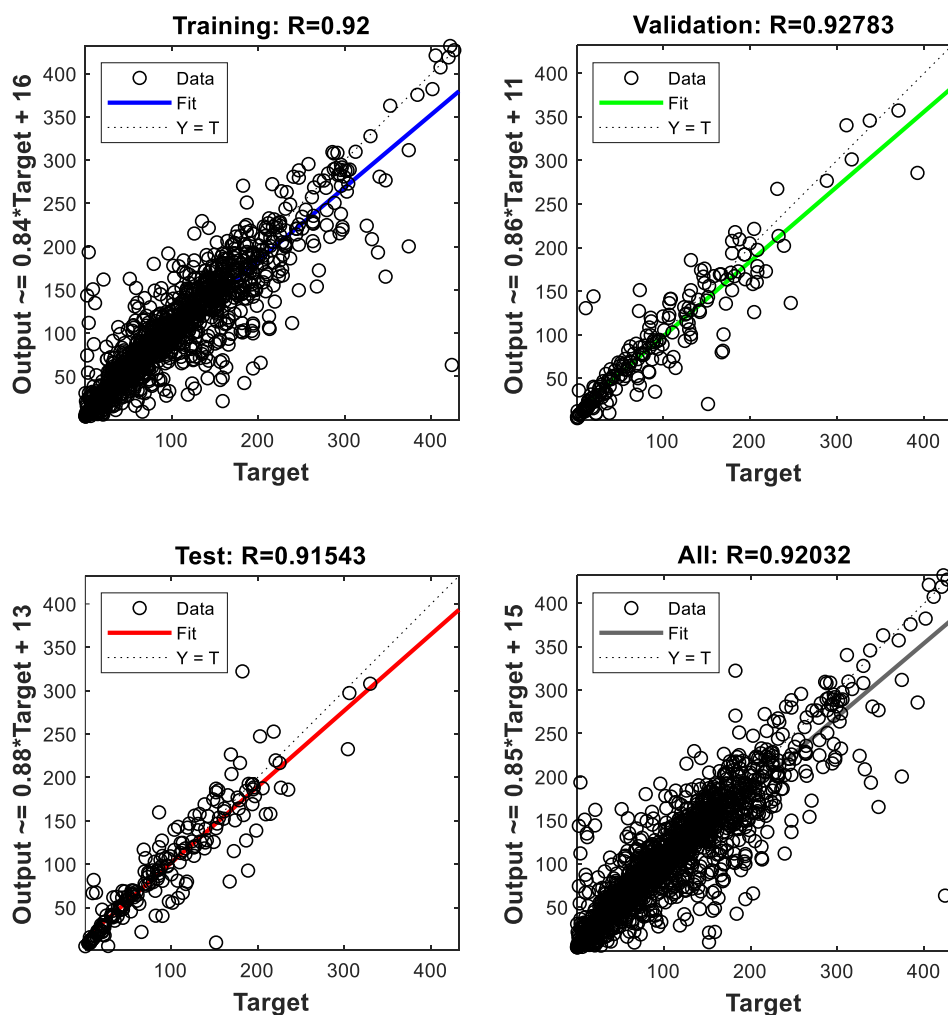 Training: R=0.92
Output ~= 0.84*Target + 16
400
350
300
250
200
150
100
50
Data
Fit
Y = T
100 200 300 400
Target
Validation: R=0.92783
Output ~= 0.86*Target + 11
400
350
300
250
200
150
100
50
Data
Fit
Y = T
100 200 300 400
Target
Test: R=0.91543
Output ~= 0.88*Target + 13
400
350
300
250
200
150
100
50
Data
Fit
Y = T
100 200 300 400
Target
All: R=0.92032
Output ~= 0.85*Target + 15
400
350
300
250
200
150
100
50
Data
Fit
Y = T
100 200 300 400
Target